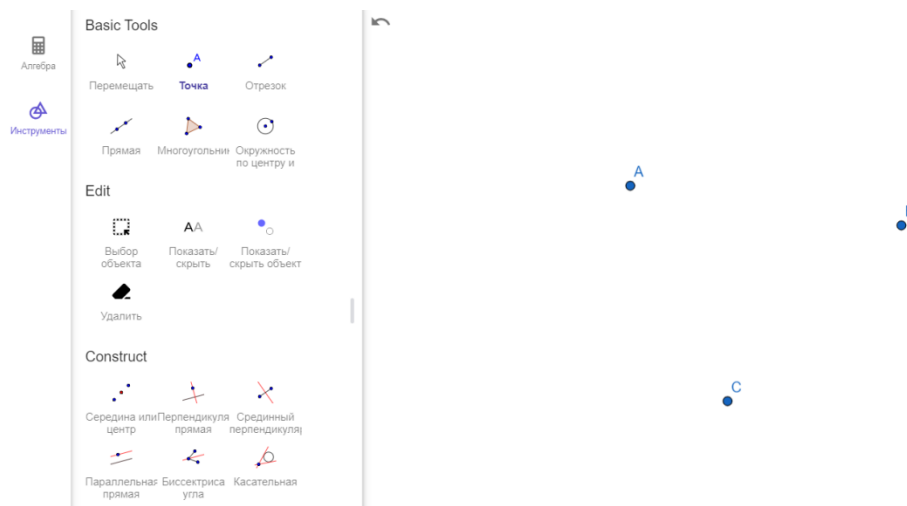 Basic Tools
Алгебра
A
Перемещать Точка Отрезок
Инструменты
Прямая Многоугольник Окружность
по центру и
Edit
AA
Выбор Показать/ Показать/
объекта скрыть скрыть объект
Удалить
Construct
Середина или Перпендикуля Срединный
центр прямая перпендикуляр
Параллельная Биссектриса Касательная
прямая угла
A
C